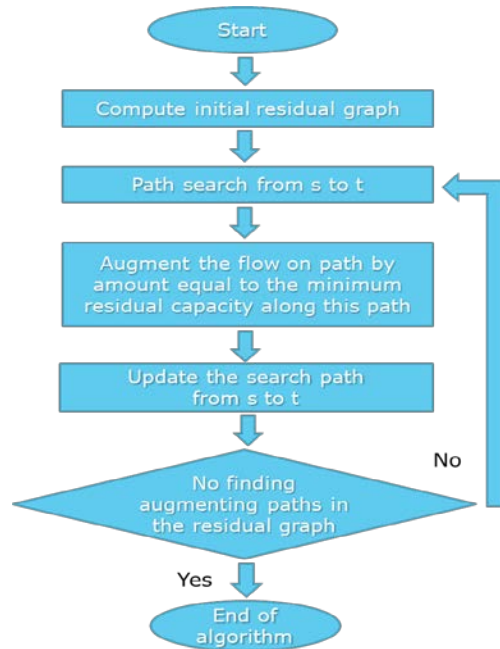 Start
Compute initial residual graph
Path search from s to t
Augment the flow on path by
amount equal to the minimum
residual capacity along this path
Update the search path
from s to t
No finding
augmenting paths in
the residual graph
No
Yes
End of
algorithm